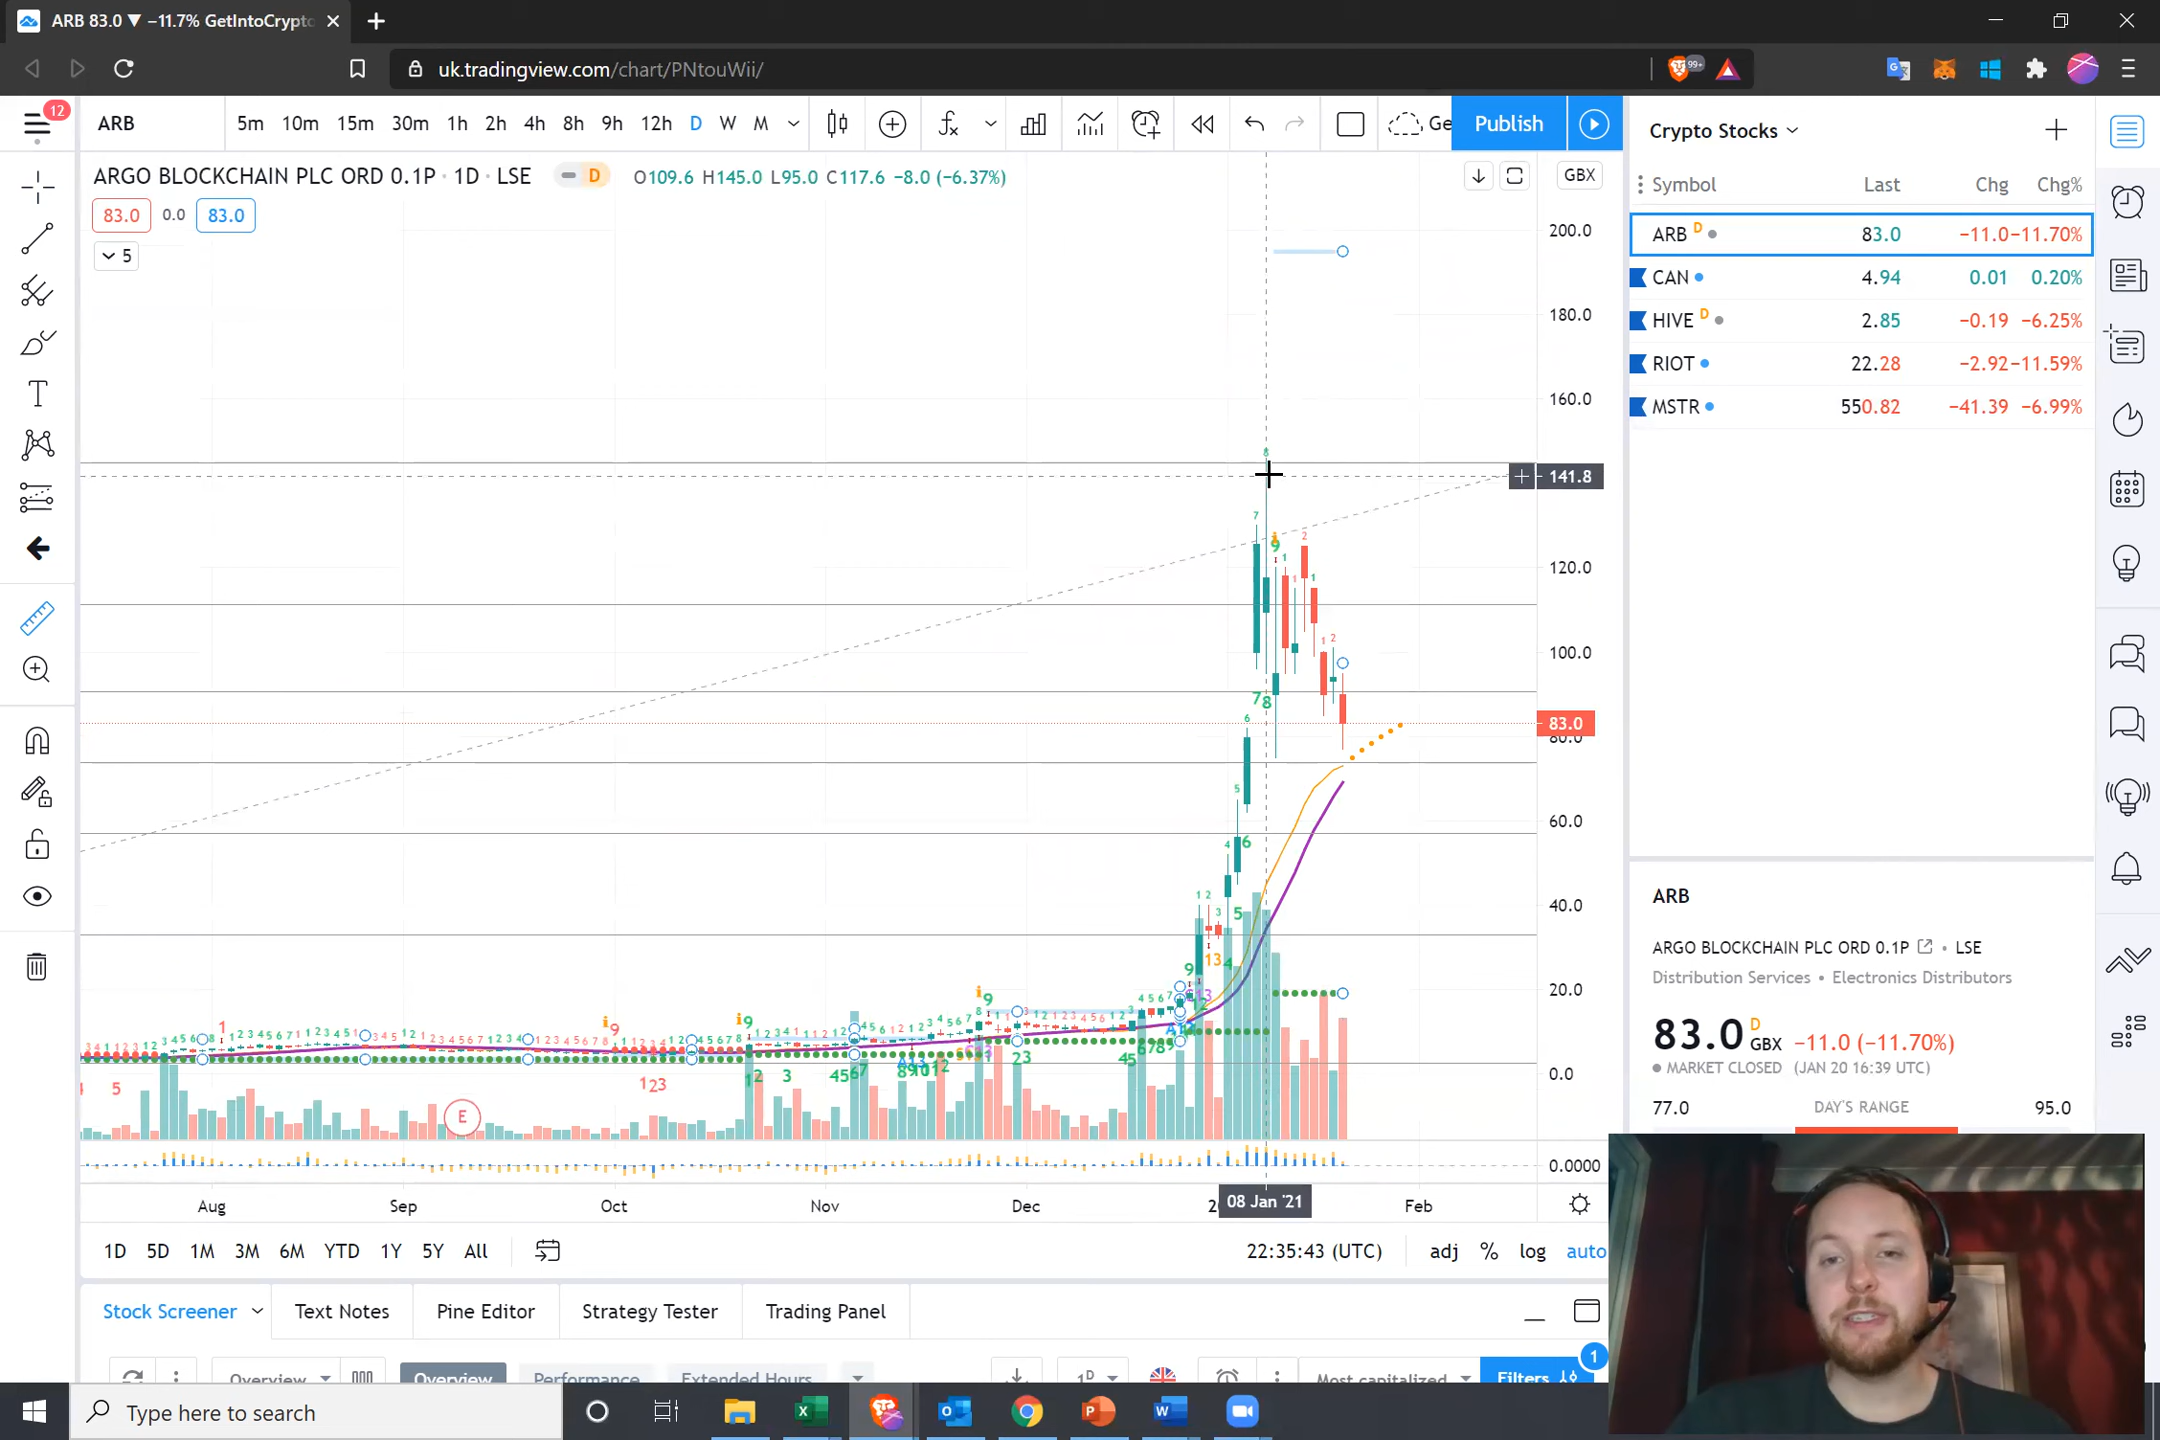 ARB 83.0 ▼ −11.7% GetIntoCrypto
uk.tradingview.com/chart/PNtouWii/
99+
12
ARB
5m 10m 15m 30m 1h 2h 4h 8h 9h 12h D W M
Ge
Publish
ARGO BLOCKCHAIN PLC ORD 0.1P · 1D · LSE
D
O109.6 H145.0 L95.0 C117.6 −8.0 (−6.37%)
GBX
83.0 0.0 83.0
5
200.0
180.0
160.0
141.8
120.0
100.0
83.0
80.0
60.0
40.0
20.0
0.0
0.0000
E
Aug Sep Oct Nov Dec 08 Jan '21 Feb
1D 5D 1M 3M 6M YTD 1Y 5Y All
22:35:43 (UTC) adj % log auto
Stock Screener Text Notes Pine Editor Strategy Tester Trading Panel
Overview Overview Performance Extended Hours 1D Most capitalized Filters 1
Crypto Stocks
Symbol Last Chg Chg%
ARB D 83.0 −11.0 −11.70%
CAN 4.94 0.01 0.20%
HIVE D 2.85 −0.19 −6.25%
RIOT 22.28 −2.92 −11.59%
MSTR 550.82 −41.39 −6.99%
ARB
ARGO BLOCKCHAIN PLC ORD 0.1P • LSE
Distribution Services • Electronics Distributors
83.0 D GBX −11.0 (−11.70%)
MARKET CLOSED (JAN 20 16:39 UTC)
77.0 DAY'S RANGE 95.0
Type here to search